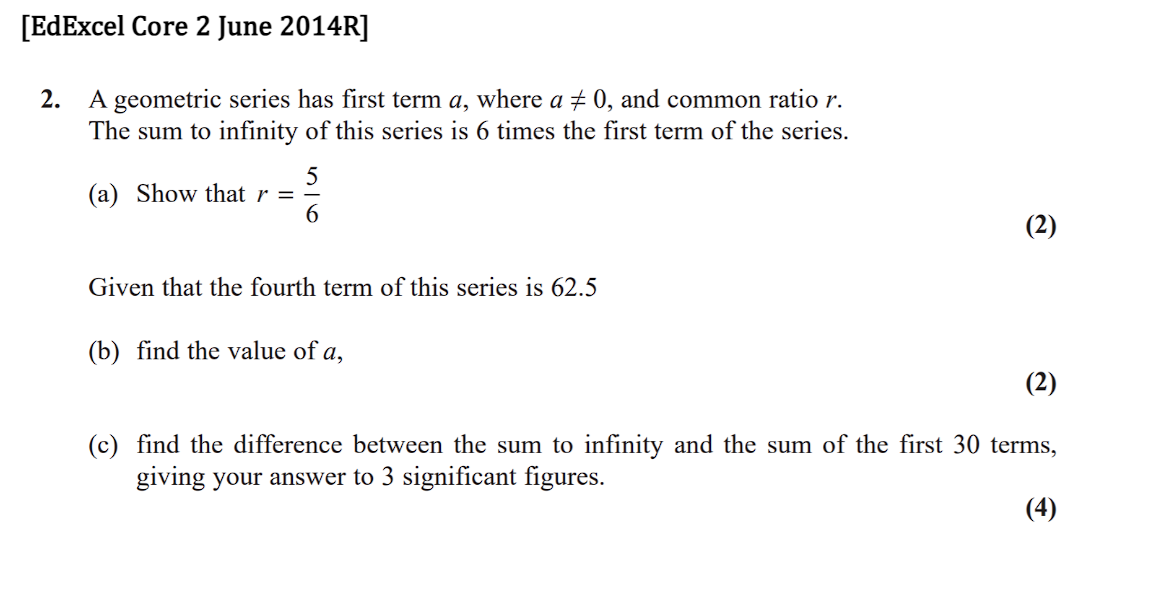 [EdExcel Core 2 June 2014R]
2. A geometric series has first term a, where a ≠ 0, and common ratio r.
The sum to infinity of this series is 6 times the first term of the series.
(a) Show that r = 5/6
(2)
Given that the fourth term of this series is 62.5
(b) find the value of a,
(2)
(c) find the difference between the sum to infinity and the sum of the first 30 terms,
giving your answer to 3 significant figures.
(4)